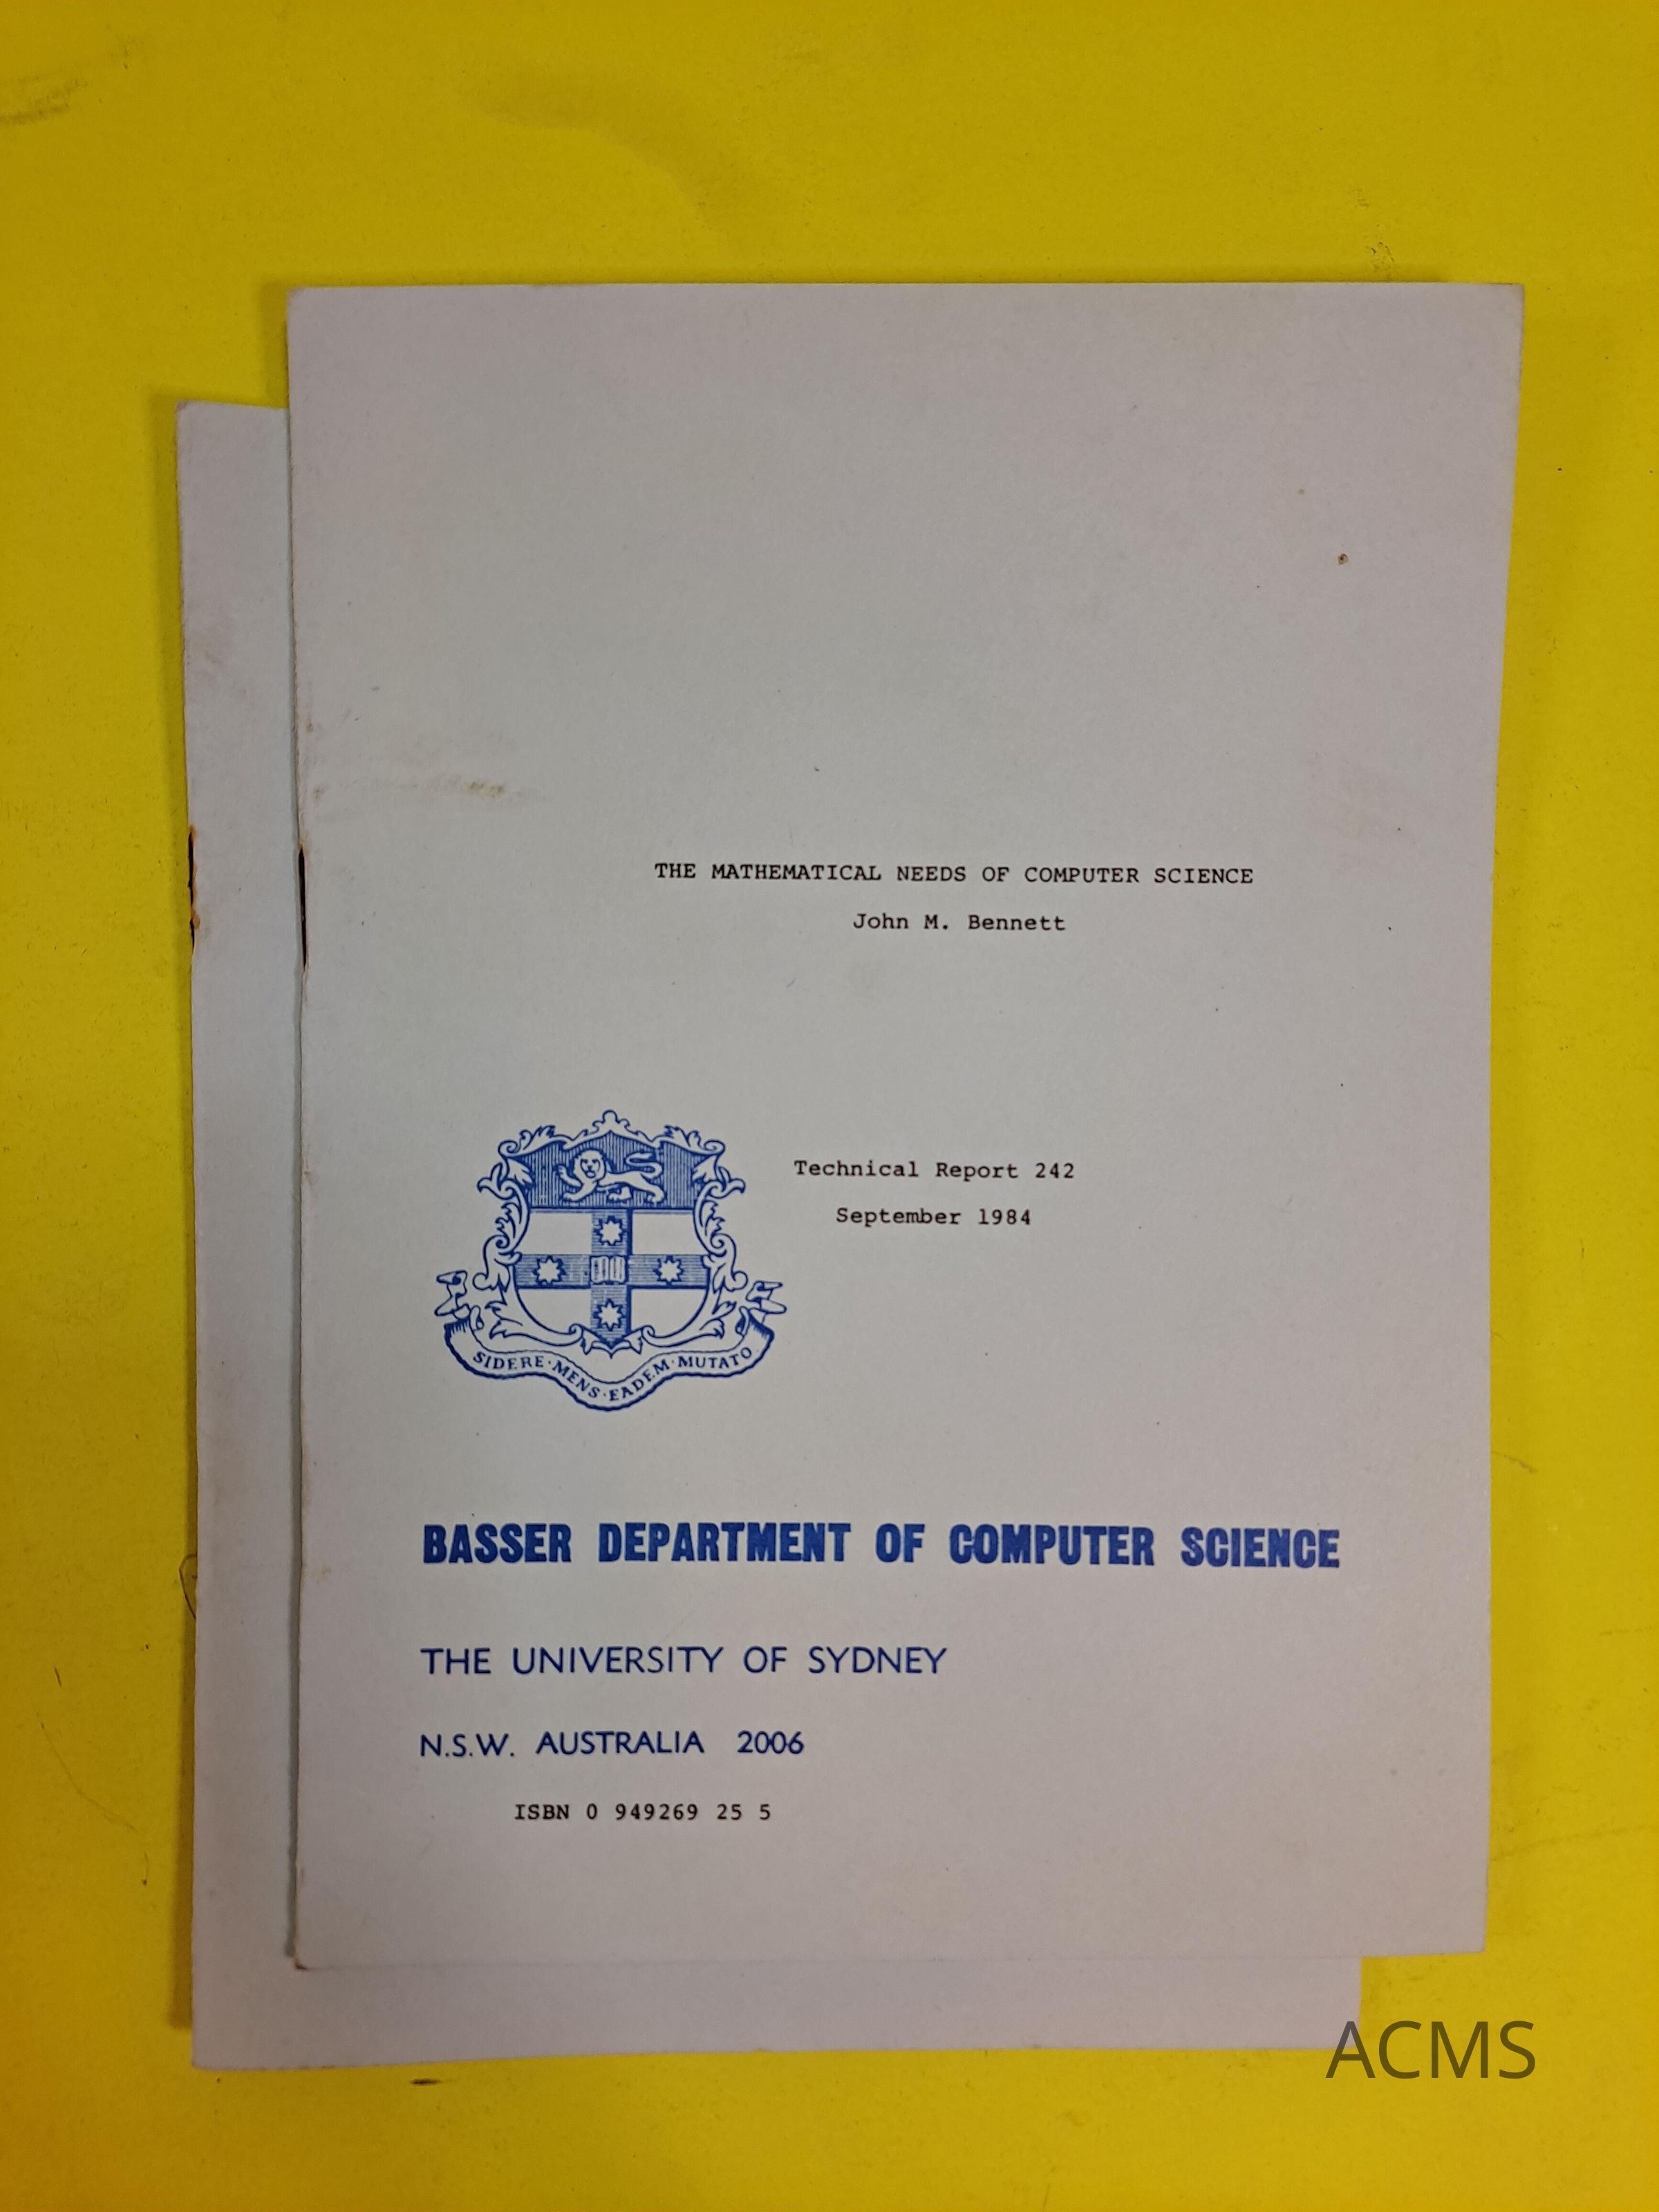 THE MATHEMATICAL NEEDS OF COMPUTER SCIENCE
John M. Bennett
Technical Report 242
September 1984
SIDERE·MENS·EADEM·MUTATO
BASSER DEPARTMENT OF COMPUTER SCIENCE
THE UNIVERSITY OF SYDNEY
N.S.W. AUSTRALIA 2006
ISBN 0 949269 25 5
ACMS